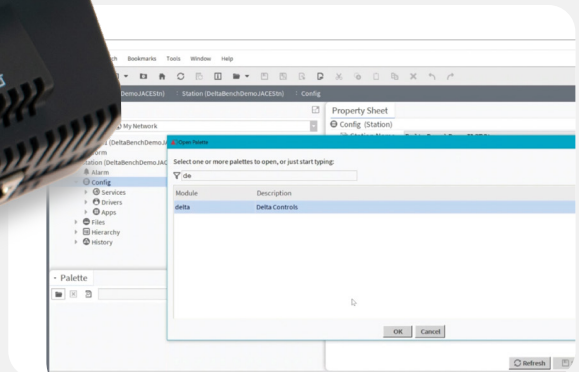 Bookmarks Tools Window Help
Station (DeltaBenchDemoJACEStn) : Config
My Network
Property Sheet
Config (Station)
(DeltaBenchDemo.
Open Palette
Select one or more palettes to open, or just start typing:
de
Module Description
delta Delta Controls
Alarm
Config
Services
Drivers
Apps
Files
Hierarchy
History
Palette
OK Cancel
Refresh